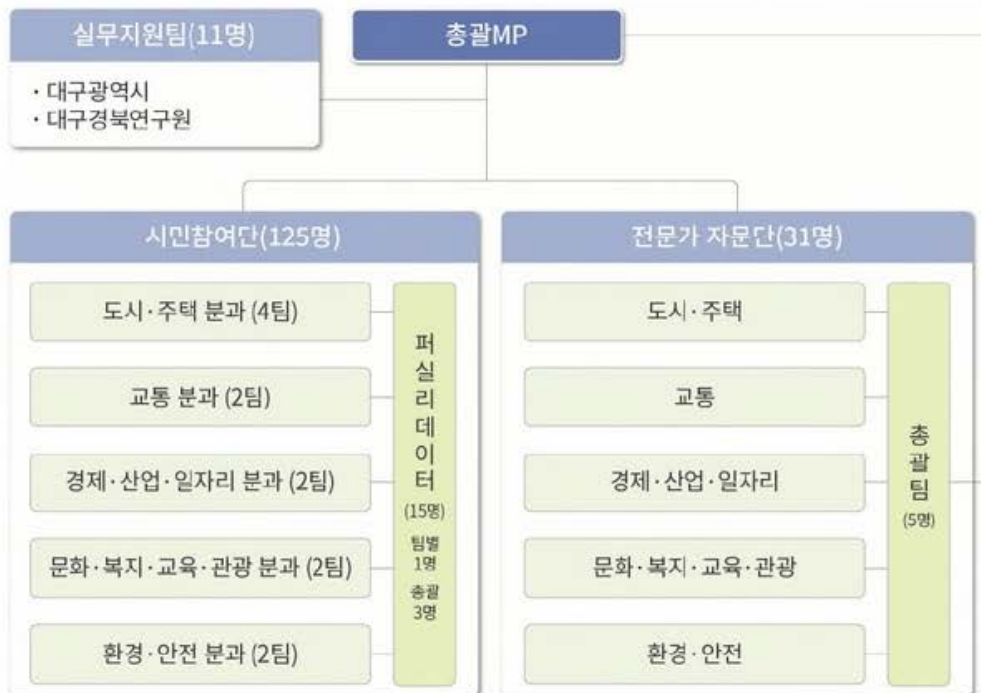 실무지원팀(11명)
· 대구광역시
· 대구경북연구원
총괄MP
시민참여단(125명)
도시·주택 분과 (4팀)
교통 분과 (2팀)
경제·산업·일자리 분과 (2팀)
문화·복지·교육·관광 분과 (2팀)
환경·안전 분과 (2팀)
퍼실리데이터
(15명)
팀별
1명
총괄
3명
전문가 자문단(31명)
도시·주택
교통
경제·산업·일자리
문화·복지·교육·관광
환경·안전
총괄팀
(5명)